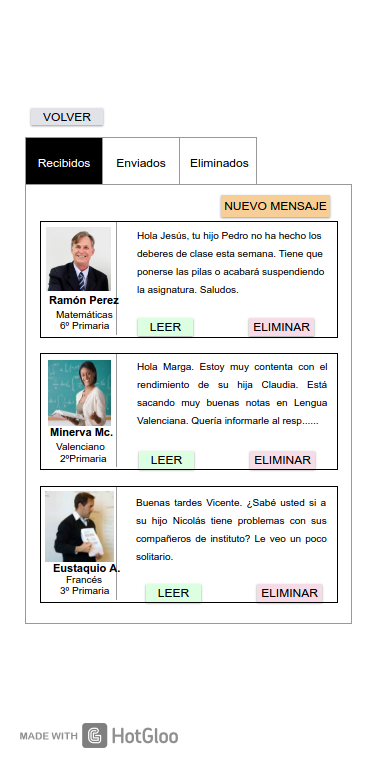 VOLVER
Recibidos
Enviados
Eliminados
NUEVO MENSAJE
Hola Jesús, tu hijo Pedro no ha hecho los
deberes de clase esta semana. Tiene que
ponerse las pilas o acabará suspendiendo
la asignatura. Saludos.
Ramón Perez
Matemáticas
6º Primaria
LEER
ELIMINAR
Hola Marga. Estoy muy contenta con el
rendimiento de su hija Claudia. Está
sacando muy buenas notas en Lengua
Valenciana. Quería informarle al resp......
Minerva Mc.
Valenciano
2ºPrimaria
LEER
ELIMINAR
Buenas tardes Vicente. ¿Sabé usted si a
su hijo Nicolás tiene problemas con sus
compañeros de instituto? Le veo un poco
solitario.
Eustaquio A.
Francés
3º Primaria
LEER
ELIMINAR
MADE WITH HotGloo